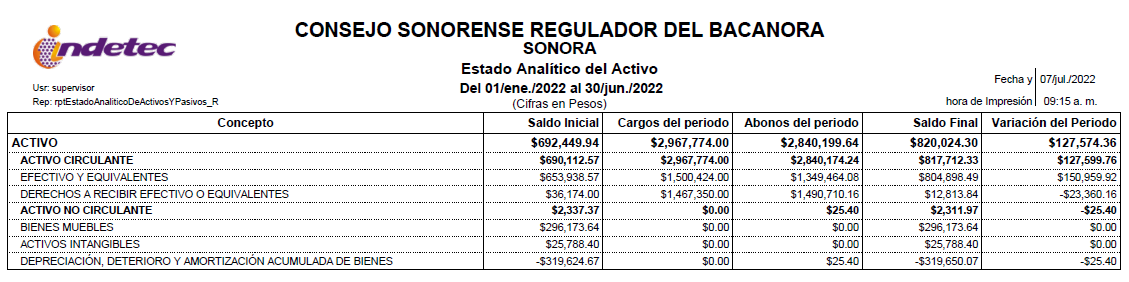 indetec
CONSEJO SONORENSE REGULADOR DEL BACANORA
SONORA
Estado Analítico del Activo
Del 01/ene./2022 al 30/jun./2022
(Cifras en Pesos)
Usr: supervisor
Rep: rptEstadoAnaliticoDeActivosYPasivos_R
Fecha y 07/jul./2022
hora de Impresión 09:15 a. m.
Concepto Saldo Inicial Cargos del periodo Abonos del periodo Saldo Final Variación del Periodo
ACTIVO $692,449.94 $2,967,774.00 $2,840,199.64 $820,024.30 $127,574.36
ACTIVO CIRCULANTE $690,112.57 $2,967,774.00 $2,840,174.24 $817,712.33 $127,599.76
EFECTIVO Y EQUIVALENTES $653,938.57 $1,500,424.00 $1,349,464.08 $804,898.49 $150,959.92
DERECHOS A RECIBIR EFECTIVO O EQUIVALENTES $36,174.00 $1,467,350.00 $1,490,710.16 $12,813.84 -$23,360.16
ACTIVO NO CIRCULANTE $2,337.37 $0.00 $25.40 $2,311.97 -$25.40
BIENES MUEBLES $296,173.64 $0.00 $0.00 $296,173.64 $0.00
ACTIVOS INTANGIBLES $25,788.40 $0.00 $0.00 $25,788.40 $0.00
DEPRECIACIÓN, DETERIORO Y AMORTIZACIÓN ACUMULADA DE BIENES -$319,624.67 $0.00 $25.40 -$319,650.07 -$25.40